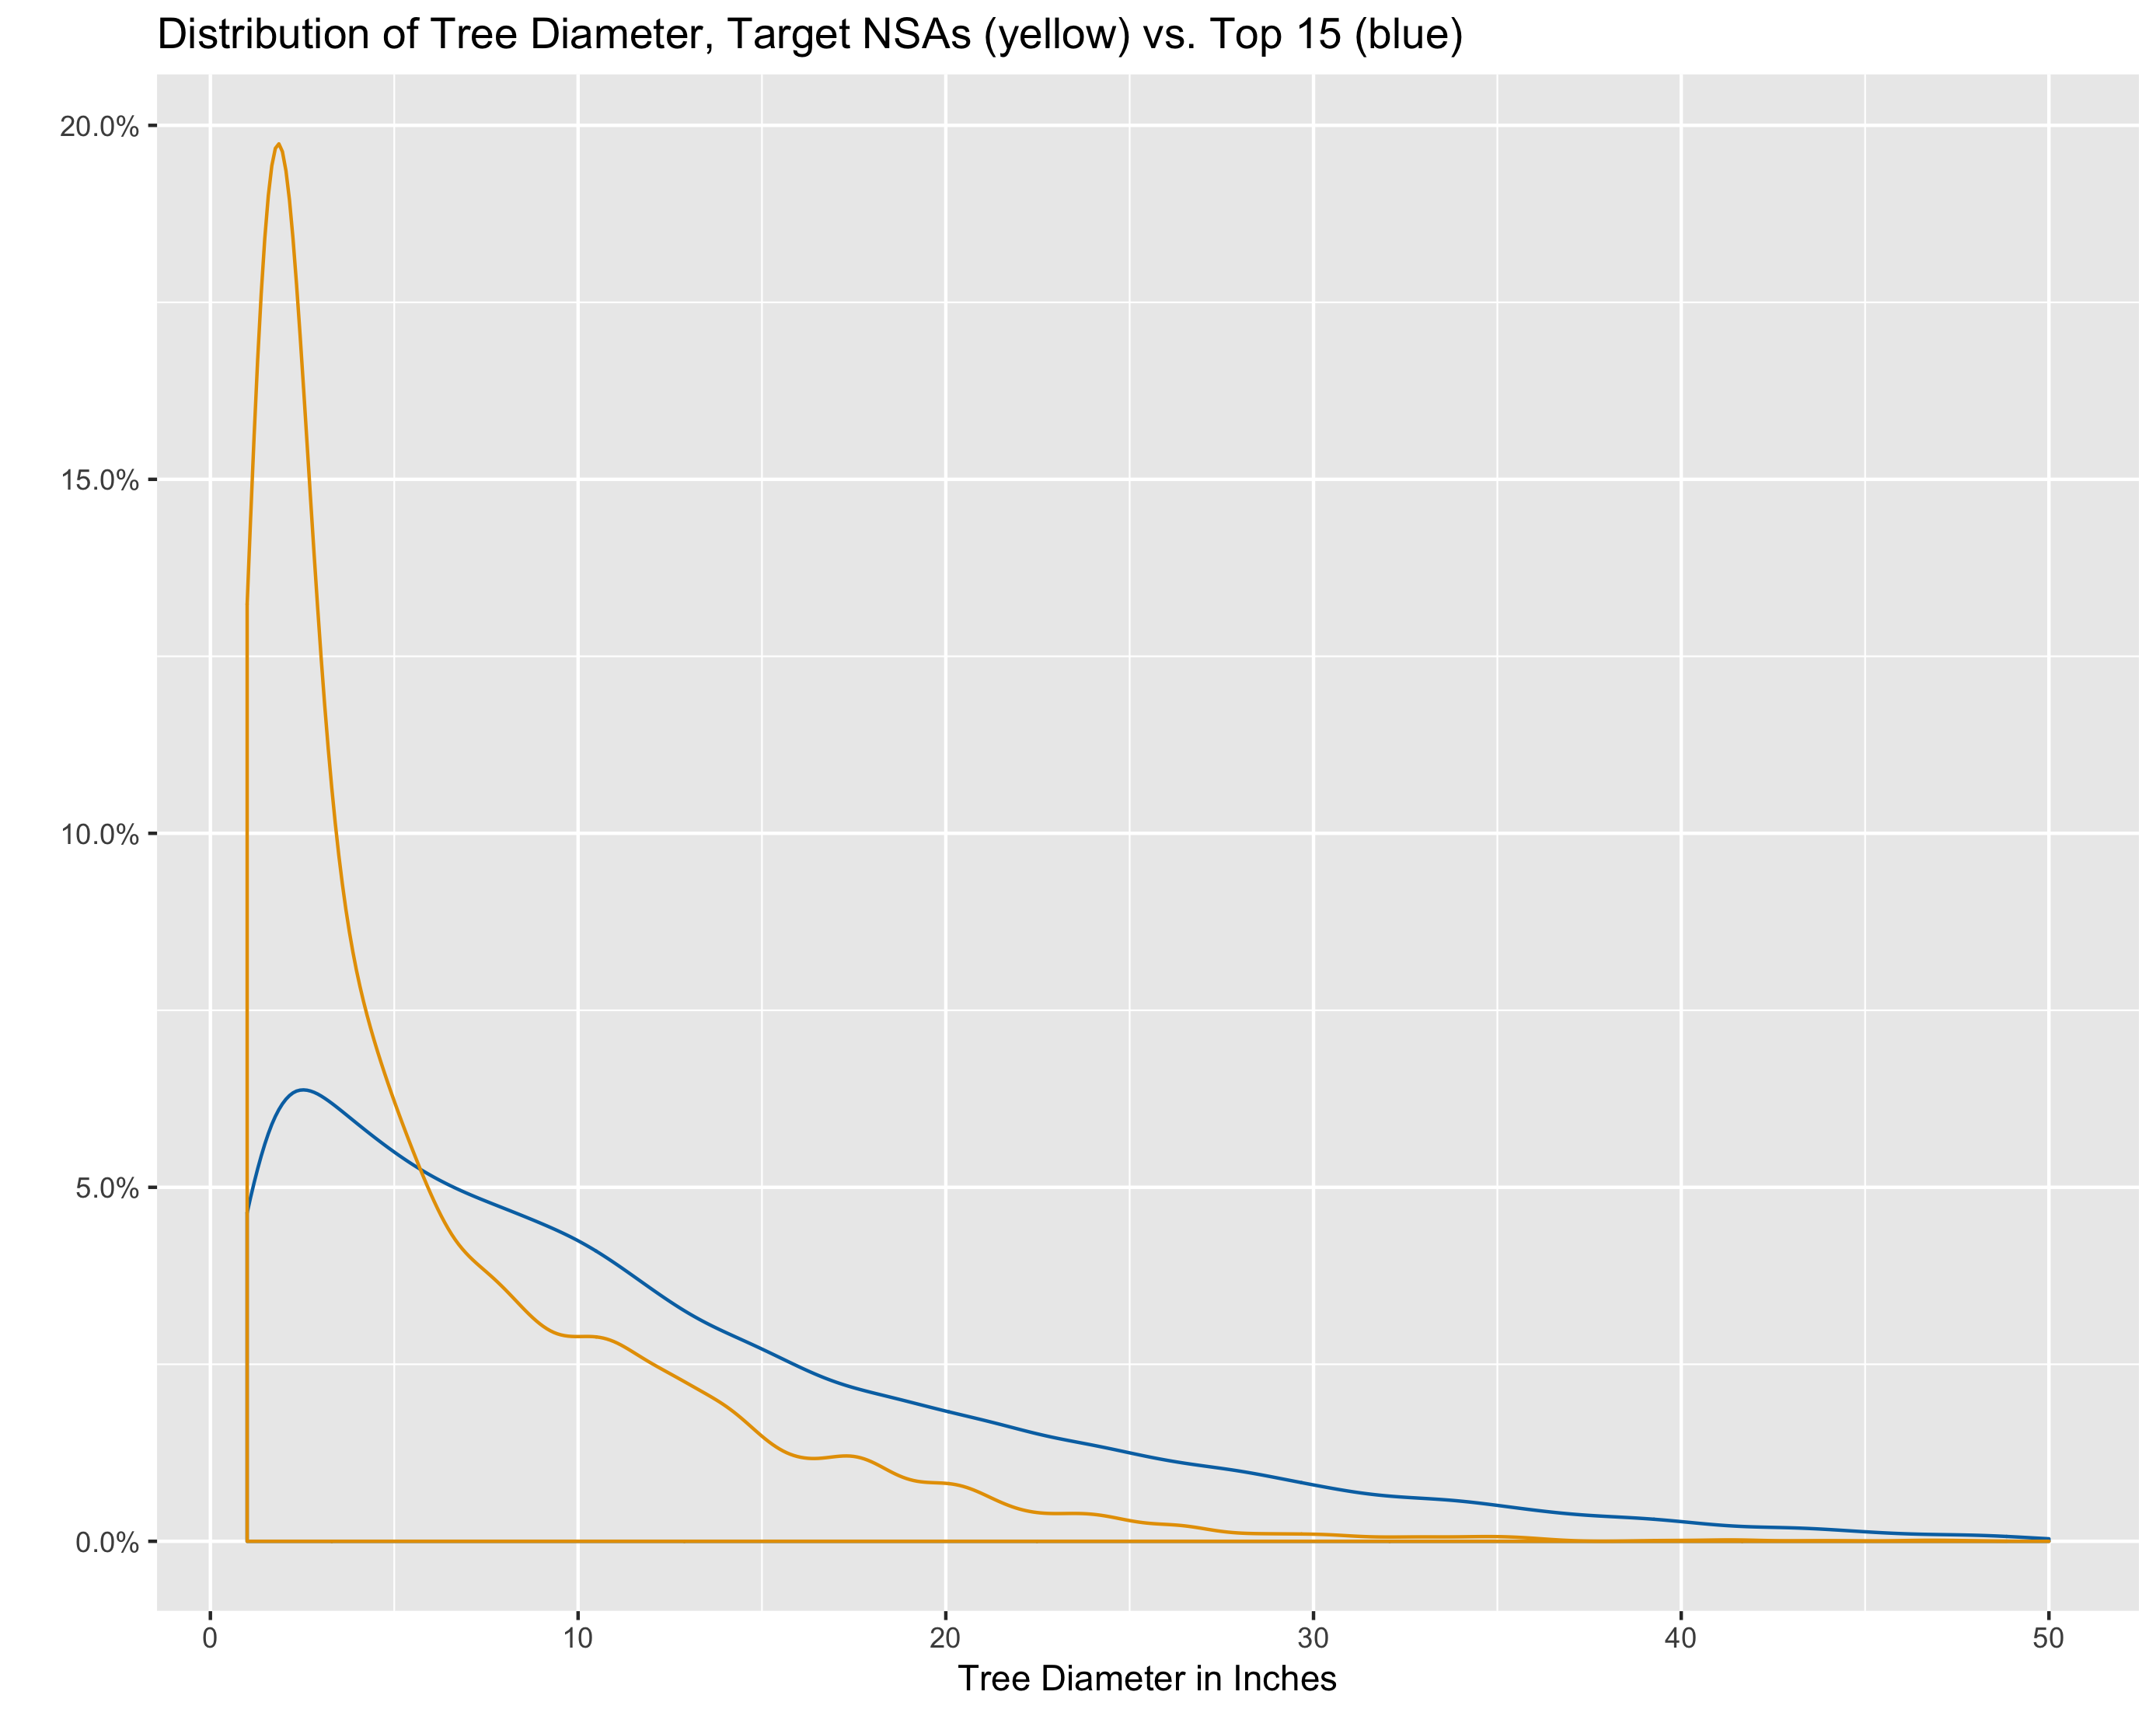 Distribution of Tree Diameter, Target NSAs (yellow) vs. Top 15 (blue)
20.0%
15.0%
10.0%
5.0%
0.0%
0 10 20 30 40 50
Tree Diameter in Inches